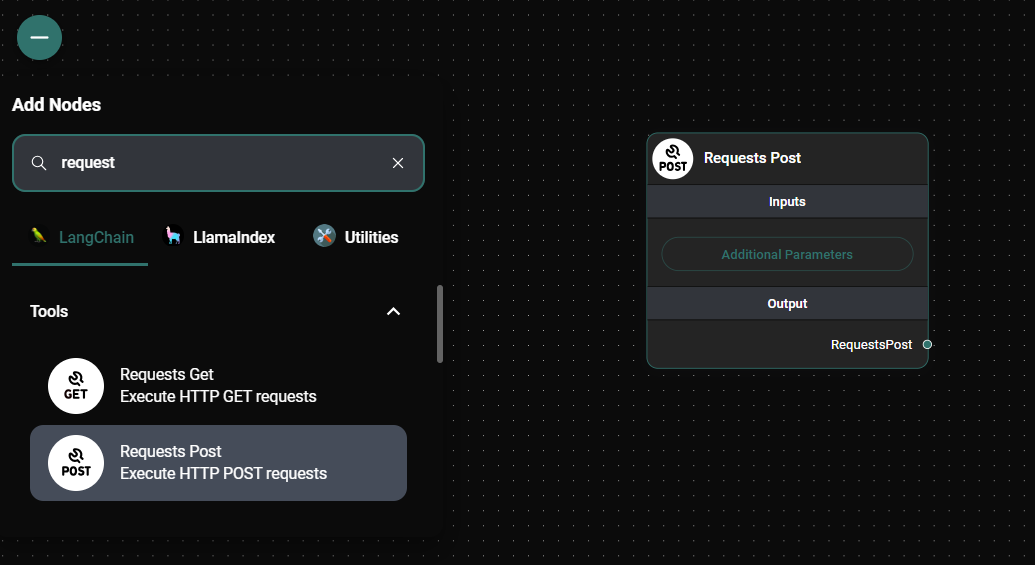 Add Nodes
request
LangChain LlamaIndex Utilities
Tools
GET
Requests Get
Execute HTTP GET requests
POST
Requests Post
Execute HTTP POST requests
POST
Requests Post
Inputs
Additional Parameters
Output
RequestsPost